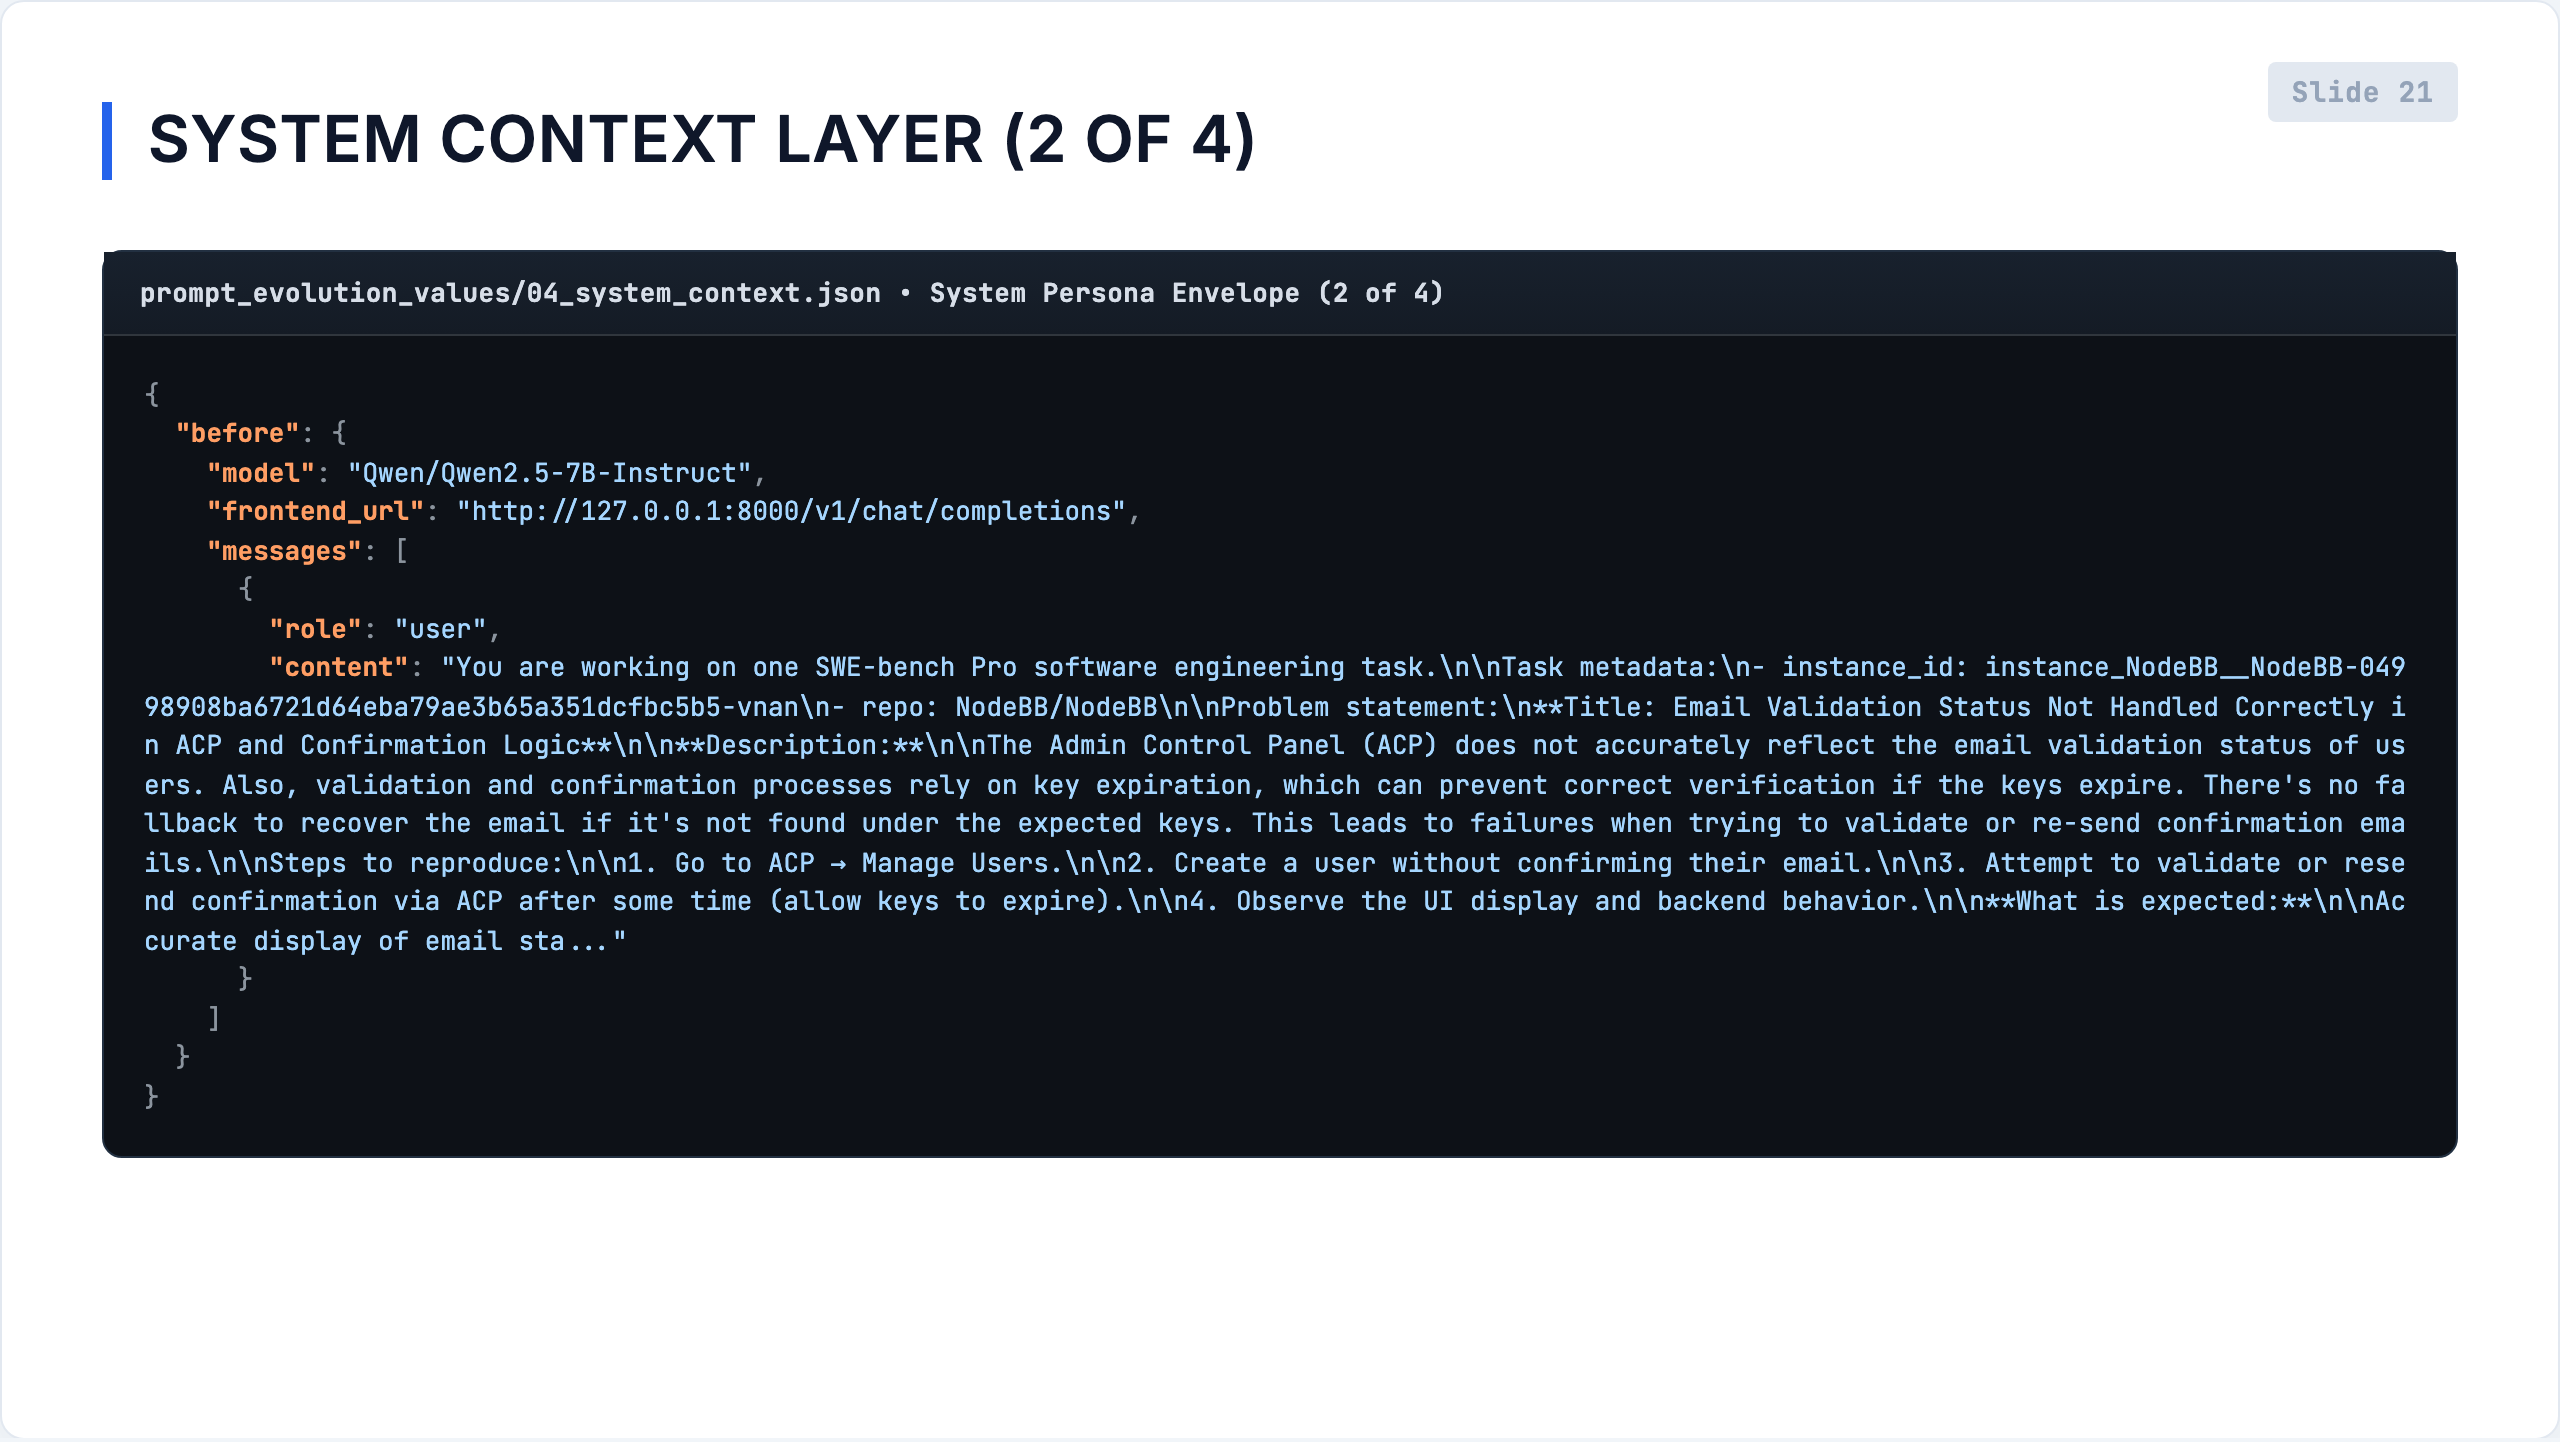 Slide 21
SYSTEM CONTEXT LAYER (2 OF 4)
prompt_evolution_values/04_system_context.json • System Persona Envelope (2 of 4)
{
  "before": {
    "model": "Qwen/Qwen2.5-7B-Instruct",
    "frontend_url": "http://127.0.0.1:8000/v1/chat/completions",
    "messages": [
      {
        "role": "user",
        "content": "You are working on one SWE-bench Pro software engineering task.\n\nTask metadata:\n- instance_id: instance_NodeBB__NodeBB-049
98908ba6721d64eba79ae3b65a351dcfbc5b5-vnan\n- repo: NodeBB/NodeBB\n\nProblem statement:\n**Title: Email Validation Status Not Handled Correctly i
n ACP and Confirmation Logic**\n\n**Description:**\n\nThe Admin Control Panel (ACP) does not accurately reflect the email validation status of us
ers. Also, validation and confirmation processes rely on key expiration, which can prevent correct verification if the keys expire. There's no fa
llback to recover the email if it's not found under the expected keys. This leads to failures when trying to validate or re-send confirmation ema
ils.\n\nSteps to reproduce:\n\n1. Go to ACP → Manage Users.\n\n2. Create a user without confirming their email.\n\n3. Attempt to validate or rese
nd confirmation via ACP after some time (allow keys to expire).\n\n4. Observe the UI display and backend behavior.\n\n**What is expected:**\n\nAc
curate display of email sta..."
      }
    ]
  }
}